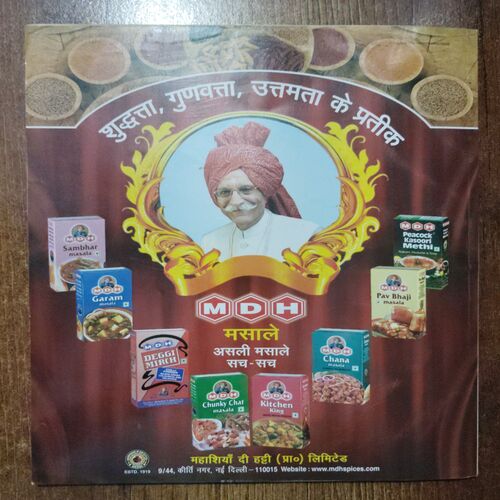 शुद्धता, गुणवत्ता, उत्तमता के प्रतीक
MDH
मसाले
असली मसाले
सच-सच
MDH
Sambhar
masala
MDH
Garam
masala
MDH
DEGGI
MIRCH
MDH
Chunky Chat
masala
MDH
Kitchen
King
MDH
Chana
masala
MDH
Pav Bhaji
masala
MDH
Peacock
Kasoori
Methi
महाशियाँ दी हट्टी (प्रा०) लिमिटेड
ESTD. 1919
9/44, कीर्ति नगर, नई दिल्ली-110015 Website : www.mdhspices.com